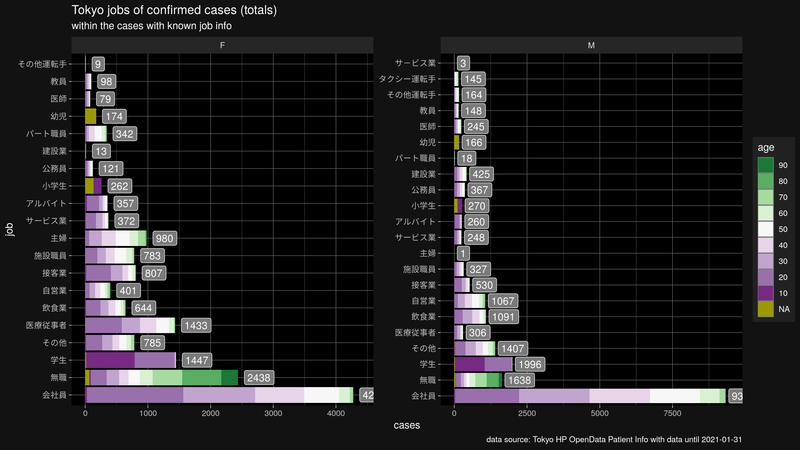 Tokyo jobs of confirmed cases (totals)
within the cases with known job info
F
M
job
その他運転手
教員
医師
幼児
パート職員
建設業
公務員
小学生
アルバイト
サービス業
主婦
施設職員
接客業
自営業
飲食業
医療従事者
その他
学生
無職
会社員
9
98
79
174
342
13
121
262
357
372
980
783
807
401
644
1433
785
1447
2438
42
0
1000
2000
3000
4000
サービス業
タクシー運転手
その他運転手
教員
医師
幼児
パート職員
建設業
公務員
小学生
アルバイト
サービス業
主婦
施設職員
接客業
自営業
飲食業
医療従事者
その他
学生
無職
会社員
3
145
164
148
245
166
18
425
367
270
260
248
1
327
530
1067
1091
306
1407
1996
1638
93
0
2500
5000
7500
cases
age
90
80
70
60
50
40
30
20
10
NA
data source: Tokyo HP OpenData Patient Info with data until 2021-01-31